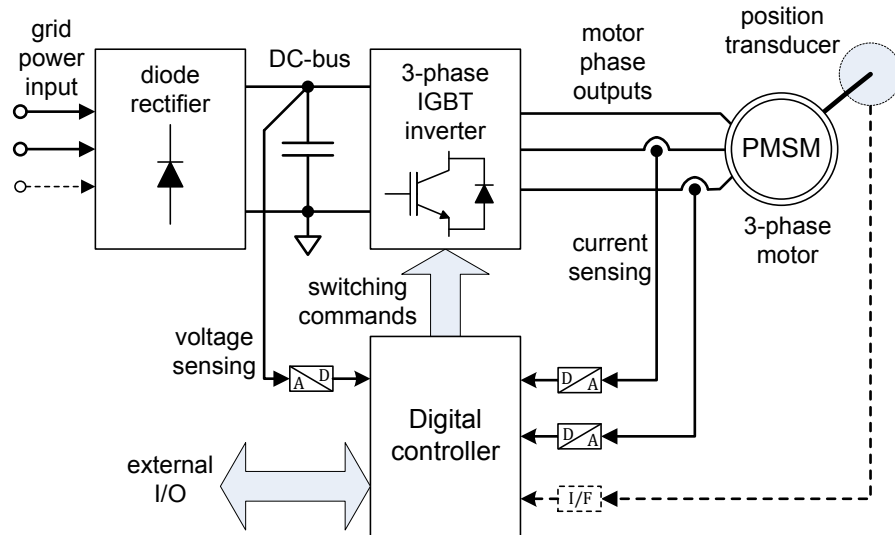 grid
power
input
diode
rectifier
DC-bus
3-phase
IGBT
inverter
motor
phase
outputs
position
transducer
PMSM
3-phase
motor
current
sensing
switching
commands
voltage
sensing
A D
D A
Digital
controller
D A
external
I/O
I/F